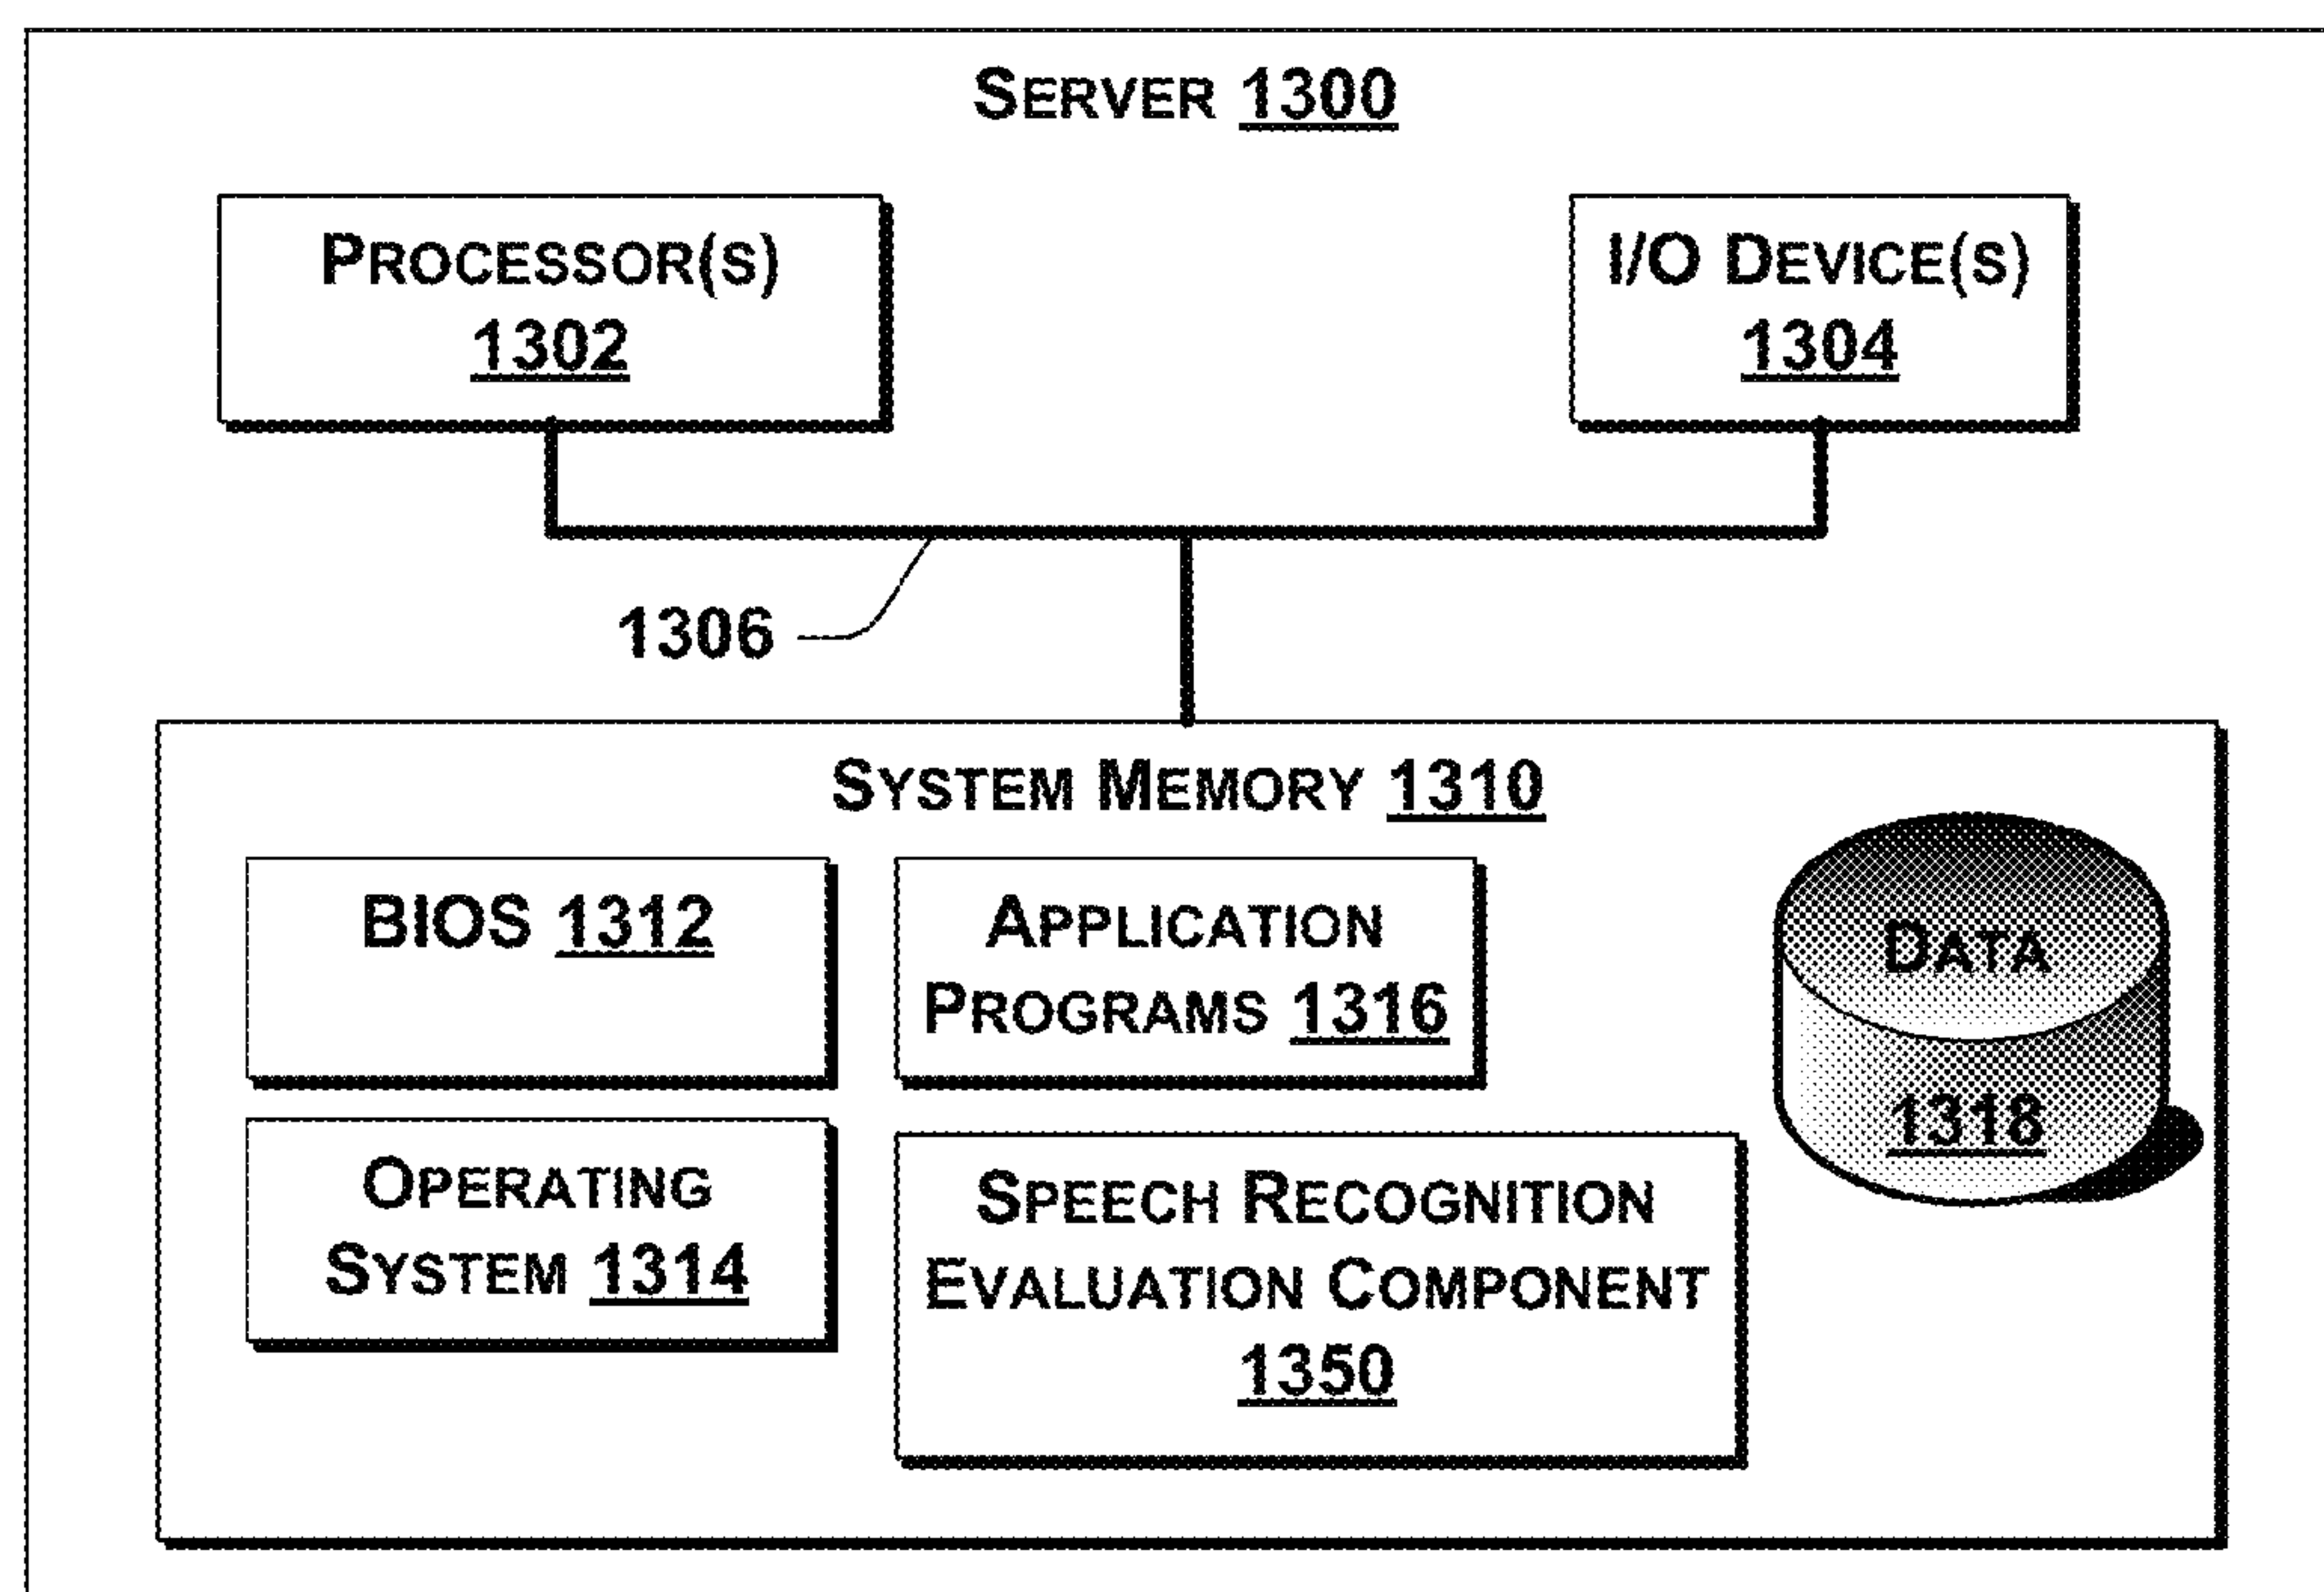 SERVER 1300
PROCESSOR(S)
1302
I/O DEVICE(S)
1304
1306
SYSTEM MEMORY 1310
BIOS 1312
APPLICATION
PROGRAMS 1316
DATA
1318
OPERATING
SYSTEM 1314
SPEECH RECOGNITION
EVALUATION COMPONENT
1350